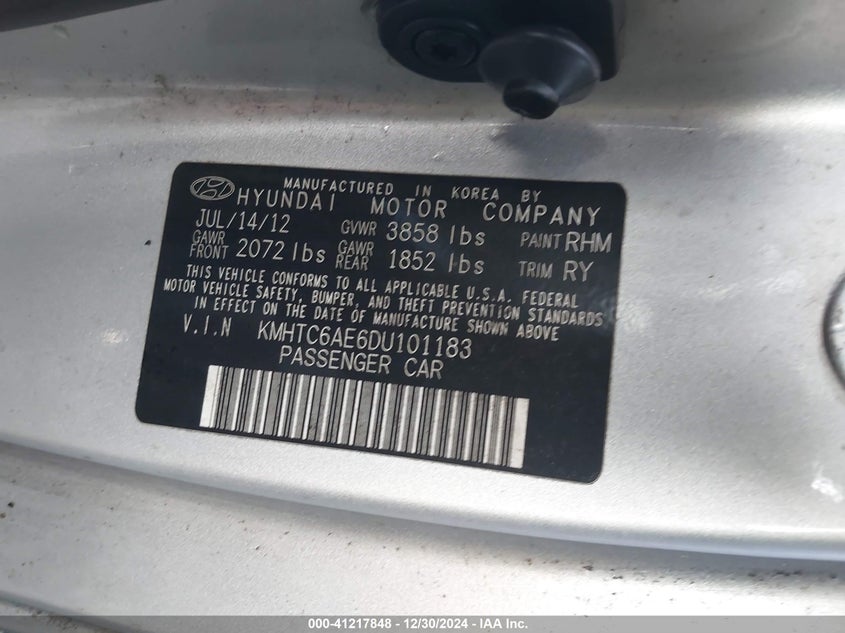 MANUFACTURED IN KOREA BY
HYUNDAI MOTOR COMPANY
JUL/14/12 GVWR 3858 lbs PAINT RHM
GAWR FRONT 2072 lbs GAWR REAR 1852 lbs TRIM RY
THIS VEHICLE CONFORMS TO ALL APPLICABLE U.S.A. FEDERAL
MOTOR VEHICLE SAFETY, BUMPER, AND THEFT PREVENTION STANDARDS
IN EFFECT ON THE DATE OF MANUFACTURE SHOWN ABOVE
V.I.N KMHTC6AE6DU101183
PASSENGER CAR
000-41217848 - 12/30/2024 - IAA Inc.